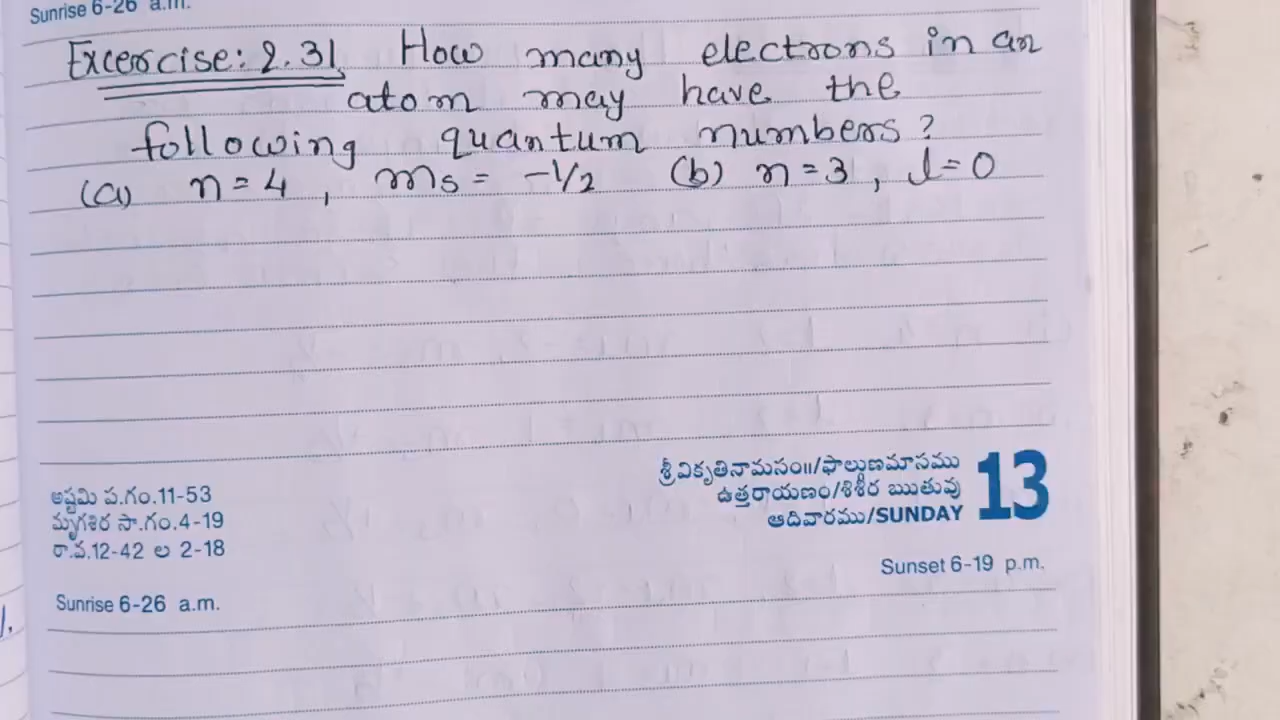 Sunrise 6-26 a.m.
Excercise: 2.31. How many electrons in an
atom may have the
following quantum numbers?
(a) n = 4 , ms = -1/2 (b) n = 3 , l = 0
శ్రీ వికృతినామసం॥/ఫాల్గుణమాసము
ఉత్తరాయణం/శిశిర ఋతువు
ఆదివారము/SUNDAY
13
Sunset 6-19 p.m.
అష్టమి ప.గం.11-53
మృగశిర సా.గం.4-19
రా.వ.12-42 ల 2-18
Sunrise 6-26 a.m.